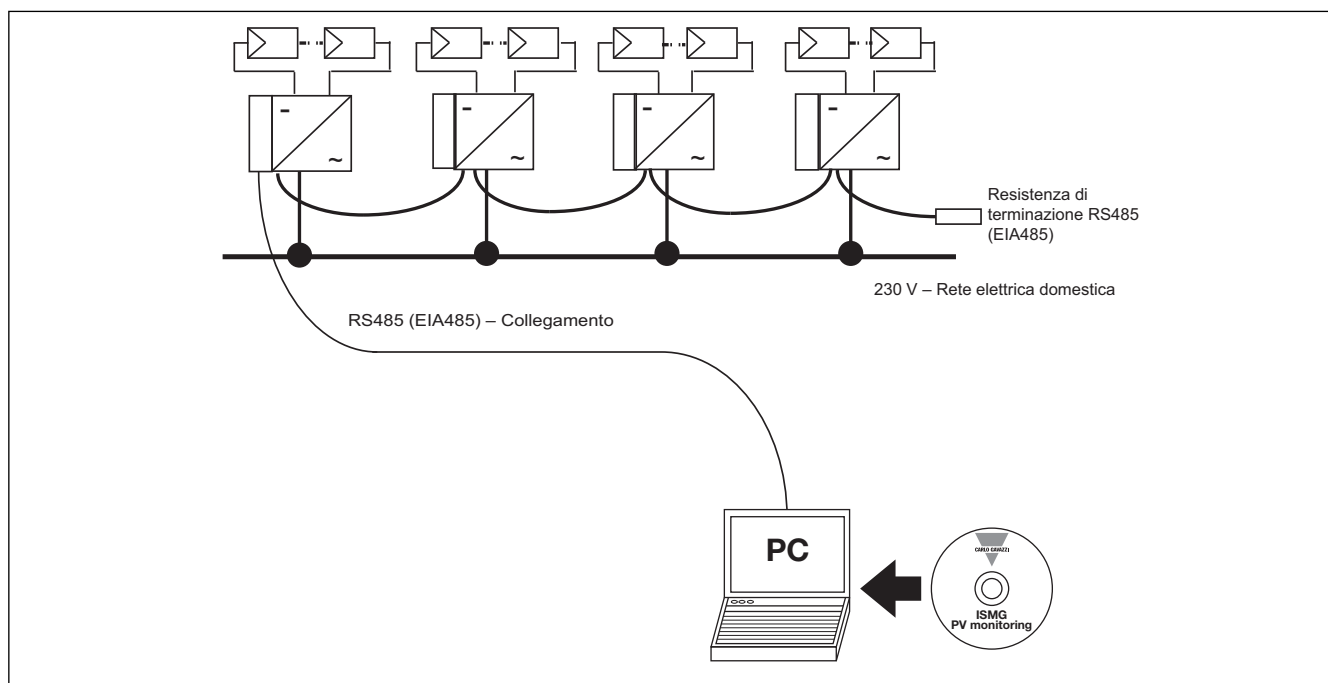 Resistenza di
terminazione RS485
(EIA485)
230 V – Rete elettrica domestica
RS485 (EIA485) – Collegamento
PC
CARLO GAVAZZI
ISMG
PV monitoring